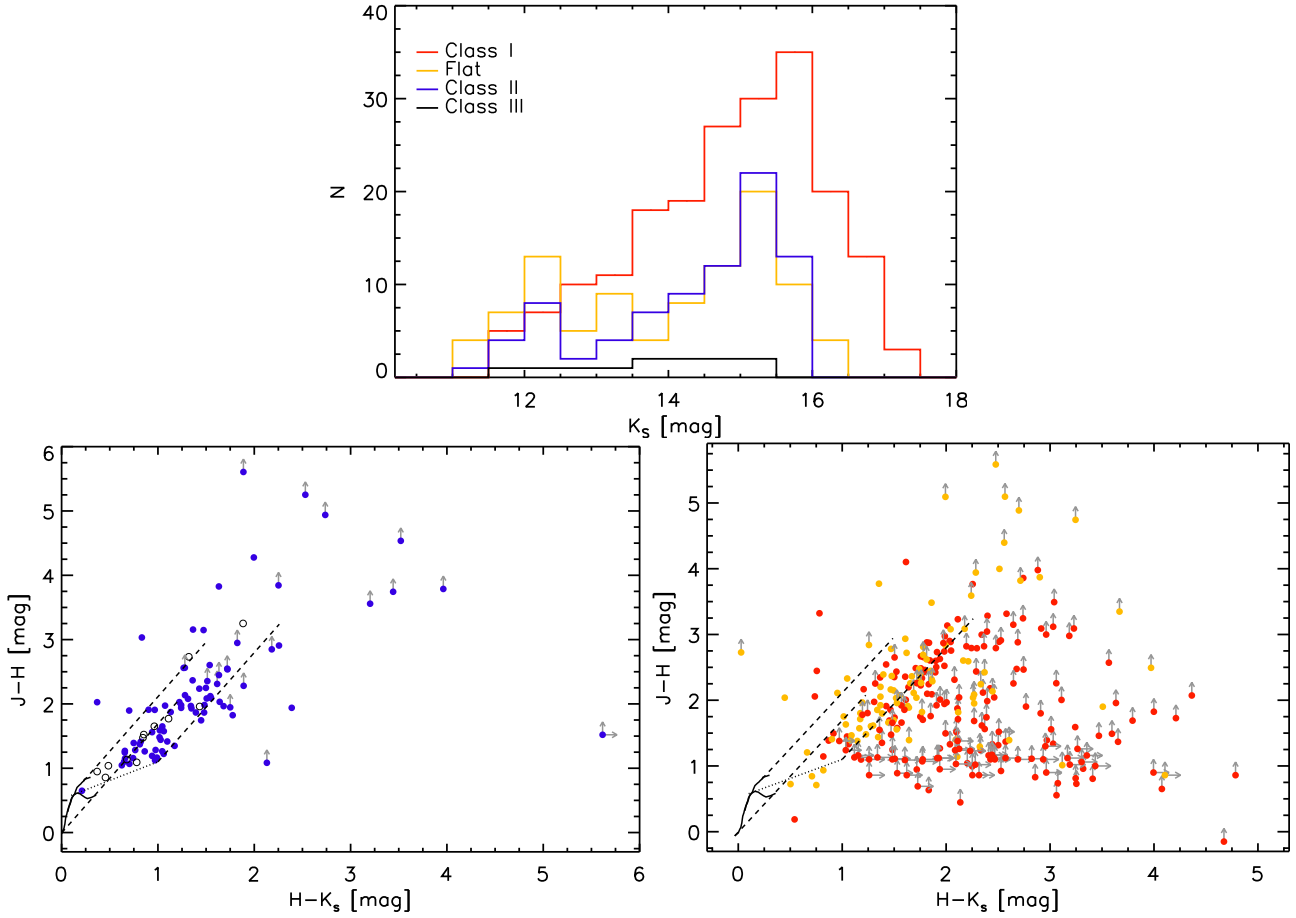 40
30
20
10
0
N
Class I
Flat
Class II
Class III
12 14 16 18
K_s [mag]
6
5
4
3
2
1
0
J−H [mag]
0 1 2 3 4 5 6
H−K_s [mag]
5
4
3
2
1
0
J−H [mag]
0 1 2 3 4 5
H−K_s [mag]